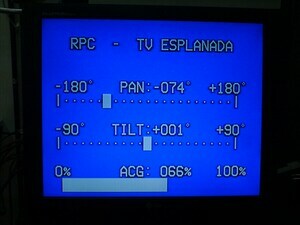 RPC - TV ESPLANADA
-180° PAN:-074° +180°
-90° TILT:+001° +90°
0% ACG: 066% 100%